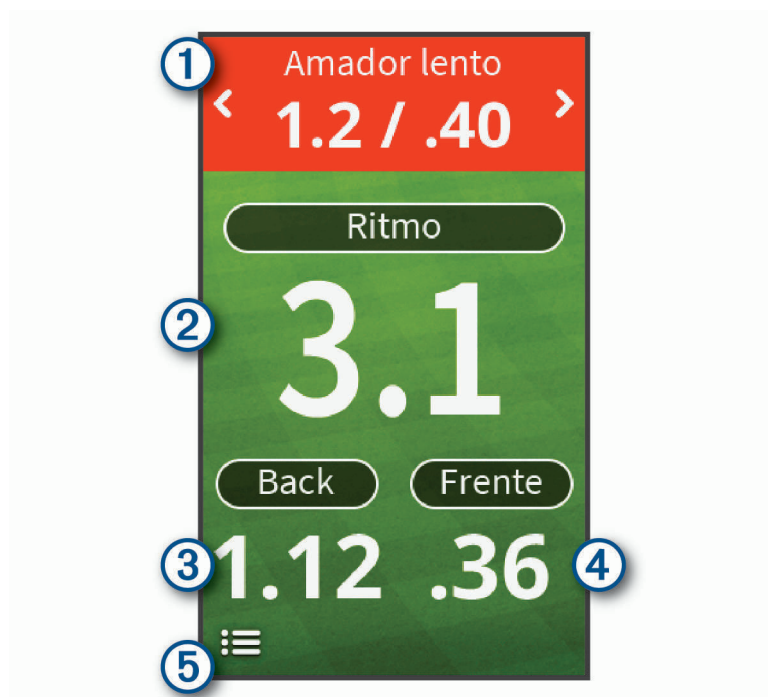 1
Amador lento
1.2 / .40
Ritmo
2
3.1
Back Frente
3 1.12 .36 4
5